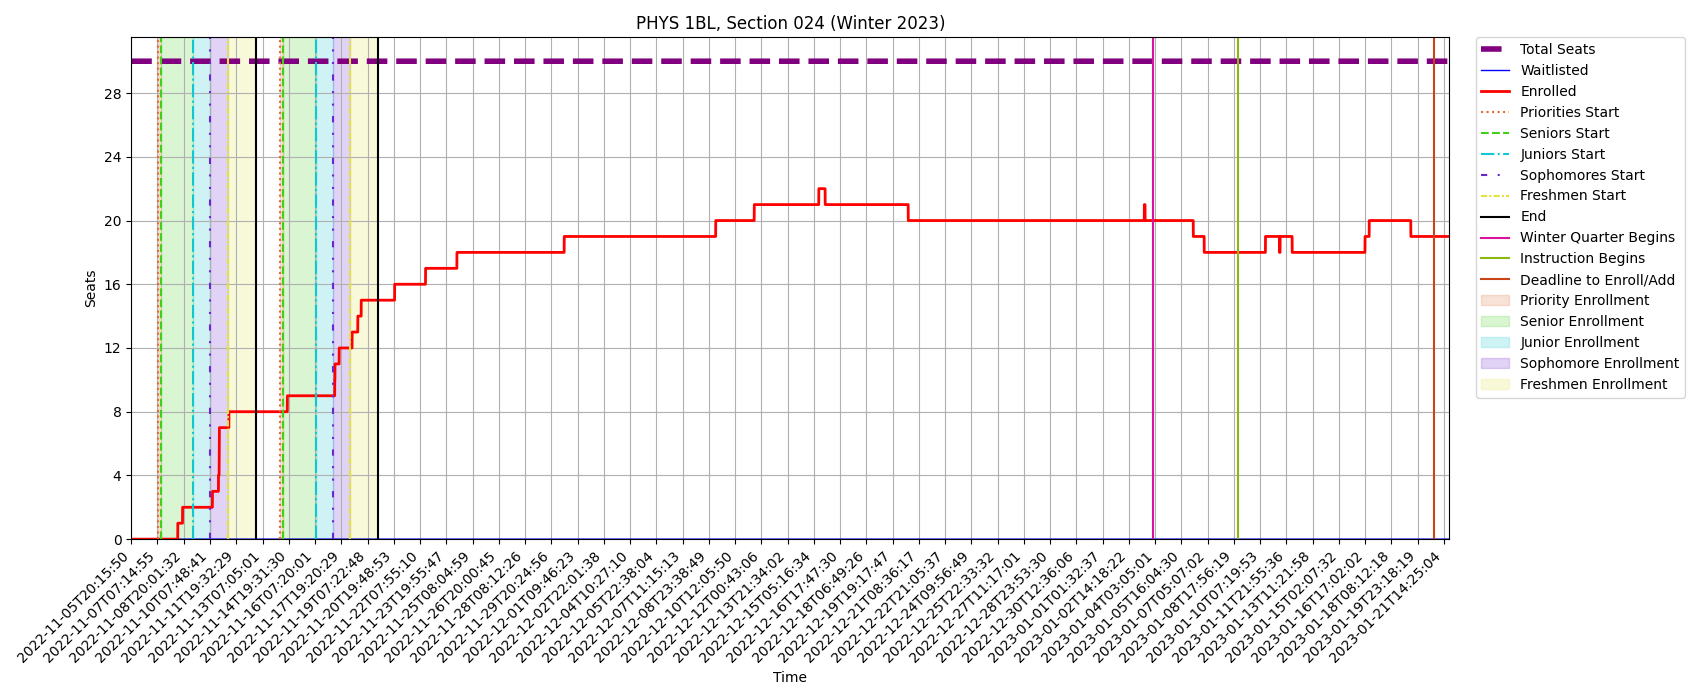 PHYS 1BL, Section 024 (Winter 2023)
Seats
28
24
20
16
12
8
4
0
2022-11-05T20:15:50
2022-11-07T07:14:55
2022-11-08T20:01:32
2022-11-10T07:48:41
2022-11-11T19:32:29
2022-11-13T07:05:01
2022-11-14T19:31:30
2022-11-16T07:20:01
2022-11-17T19:20:29
2022-11-19T07:22:48
2022-11-20T19:48:53
2022-11-22T07:55:10
2022-11-23T19:55:47
2022-11-25T08:04:59
2022-11-26T20:00:45
2022-11-28T08:12:26
2022-11-29T20:24:56
2022-12-01T09:46:23
2022-12-02T22:01:38
2022-12-04T10:27:10
2022-12-05T22:38:04
2022-12-07T11:15:13
2022-12-08T23:38:49
2022-12-10T12:05:50
2022-12-12T00:43:06
2022-12-13T21:34:02
2022-12-15T05:16:34
2022-12-16T17:47:30
2022-12-18T06:49:26
2022-12-19T19:17:47
2022-12-21T08:36:17
2022-12-22T21:05:37
2022-12-24T09:56:49
2022-12-25T22:33:32
2022-12-27T11:17:01
2022-12-28T23:53:30
2022-12-30T12:36:06
2023-01-01T01:32:37
2023-01-02T14:18:22
2023-01-04T03:05:01
2023-01-05T16:04:30
2023-01-07T05:07:02
2023-01-08T17:56:19
2023-01-10T07:19:53
2023-01-11T21:55:36
2023-01-13T11:21:58
2023-01-15T02:07:32
2023-01-16T17:02:02
2023-01-18T08:12:18
2023-01-19T23:18:19
2023-01-21T14:25:04
Time
Total Seats
Waitlisted
Enrolled
Priorities Start
Seniors Start
Juniors Start
Sophomores Start
Freshmen Start
End
Winter Quarter Begins
Instruction Begins
Deadline to Enroll/Add
Priority Enrollment
Senior Enrollment
Junior Enrollment
Sophomore Enrollment
Freshmen Enrollment